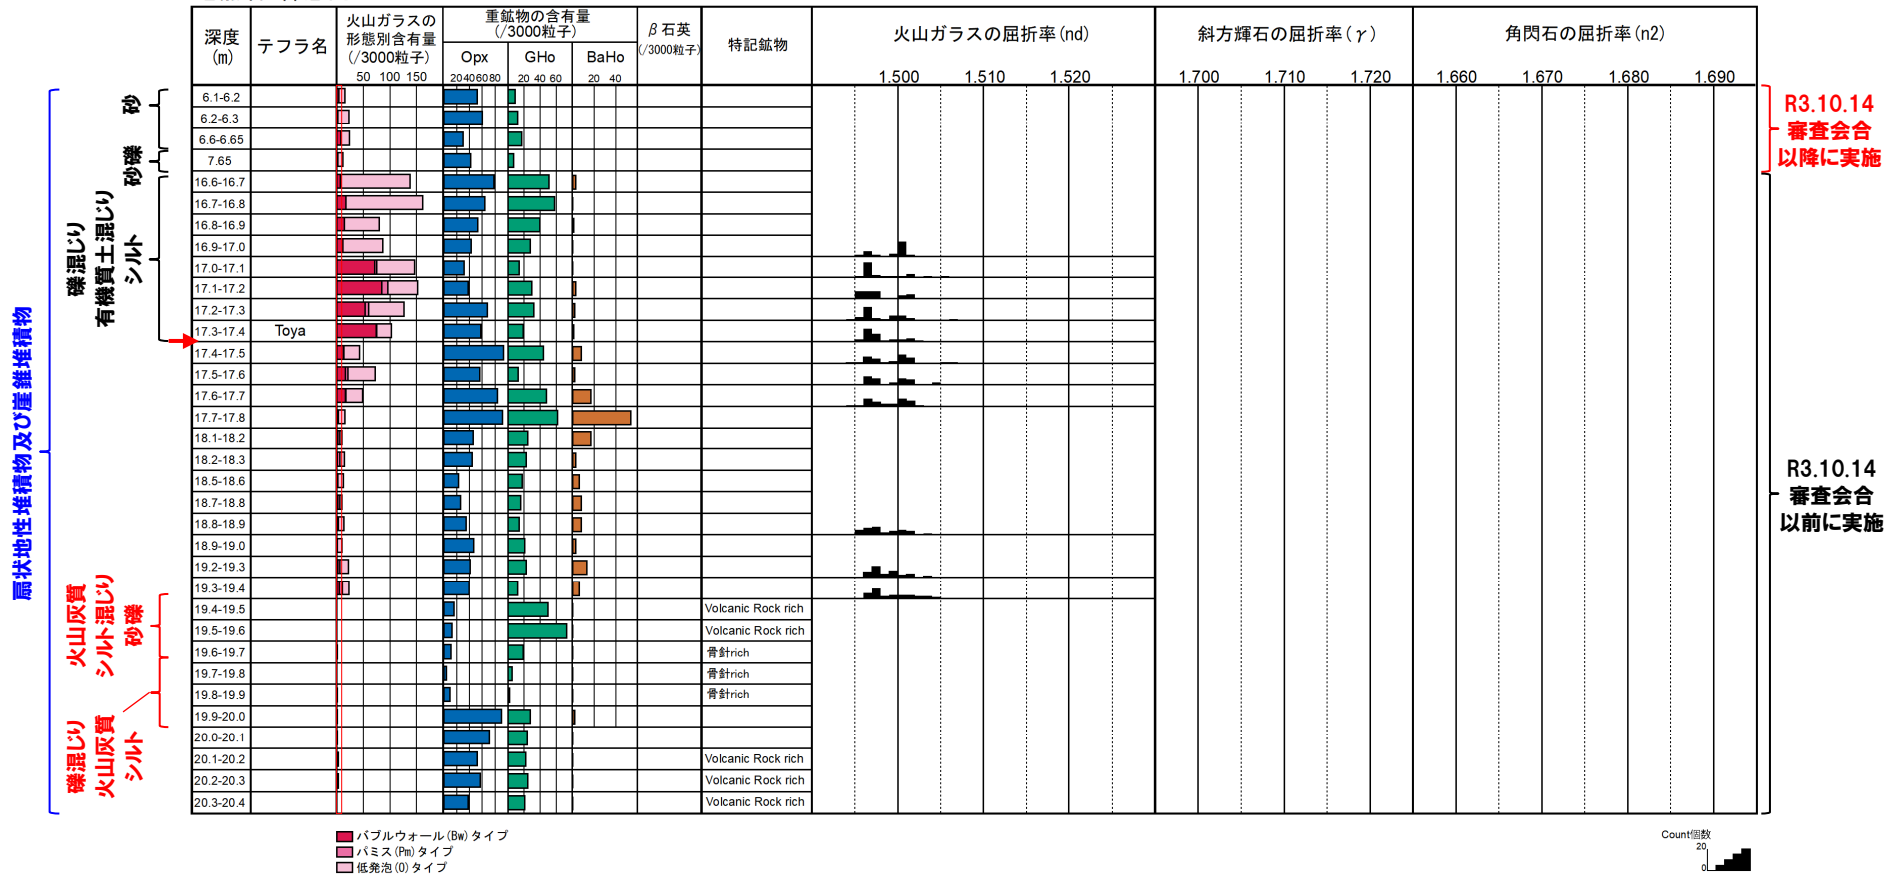 深度
(m)
テフラ名
火山ガラスの
形態別含有量
(/3000粒子)
50 100 150
重鉱物の含有量
(/3000粒子)
Opx
20 40 60 80
GHo
20 40 60
BaHo
20 40
β石英
(/3000粒子)
特記鉱物
火山ガラスの屈折率(nd)
1.500 1.510 1.520
斜方輝石の屈折率(γ)
1.700 1.710 1.720
角閃石の屈折率(n2)
1.660 1.670 1.680 1.690
6.1-6.2
6.2-6.3
6.6-6.65
7.65
16.6-16.7
16.7-16.8
16.8-16.9
16.9-17.0
17.0-17.1
17.1-17.2
17.2-17.3
17.3-17.4 Toya
17.4-17.5
17.5-17.6
17.6-17.7
17.7-17.8
18.1-18.2
18.2-18.3
18.5-18.6
18.7-18.8
18.8-18.9
18.9-19.0
19.2-19.3
19.3-19.4
19.4-19.5 Volcanic Rock rich
19.5-19.6 Volcanic Rock rich
19.6-19.7 骨針rich
19.7-19.8 骨針rich
19.8-19.9 骨針rich
19.9-20.0
20.0-20.1
20.1-20.2 Volcanic Rock rich
20.2-20.3 Volcanic Rock rich
20.3-20.4 Volcanic Rock rich
扇状地性堆積物及び崖錐堆積物
砂
砂礫
礫混じり
有機質土混じり
シルト
火山灰質
シルト混じり
砂礫
礫混じり
火山灰質
シルト
R3.10.14
審査会合
以降に実施
R3.10.14
審査会合
以前に実施
バブルウォール(Bw)タイプ
パミス(Pm)タイプ
低発泡(O)タイプ
Count個数
20
0